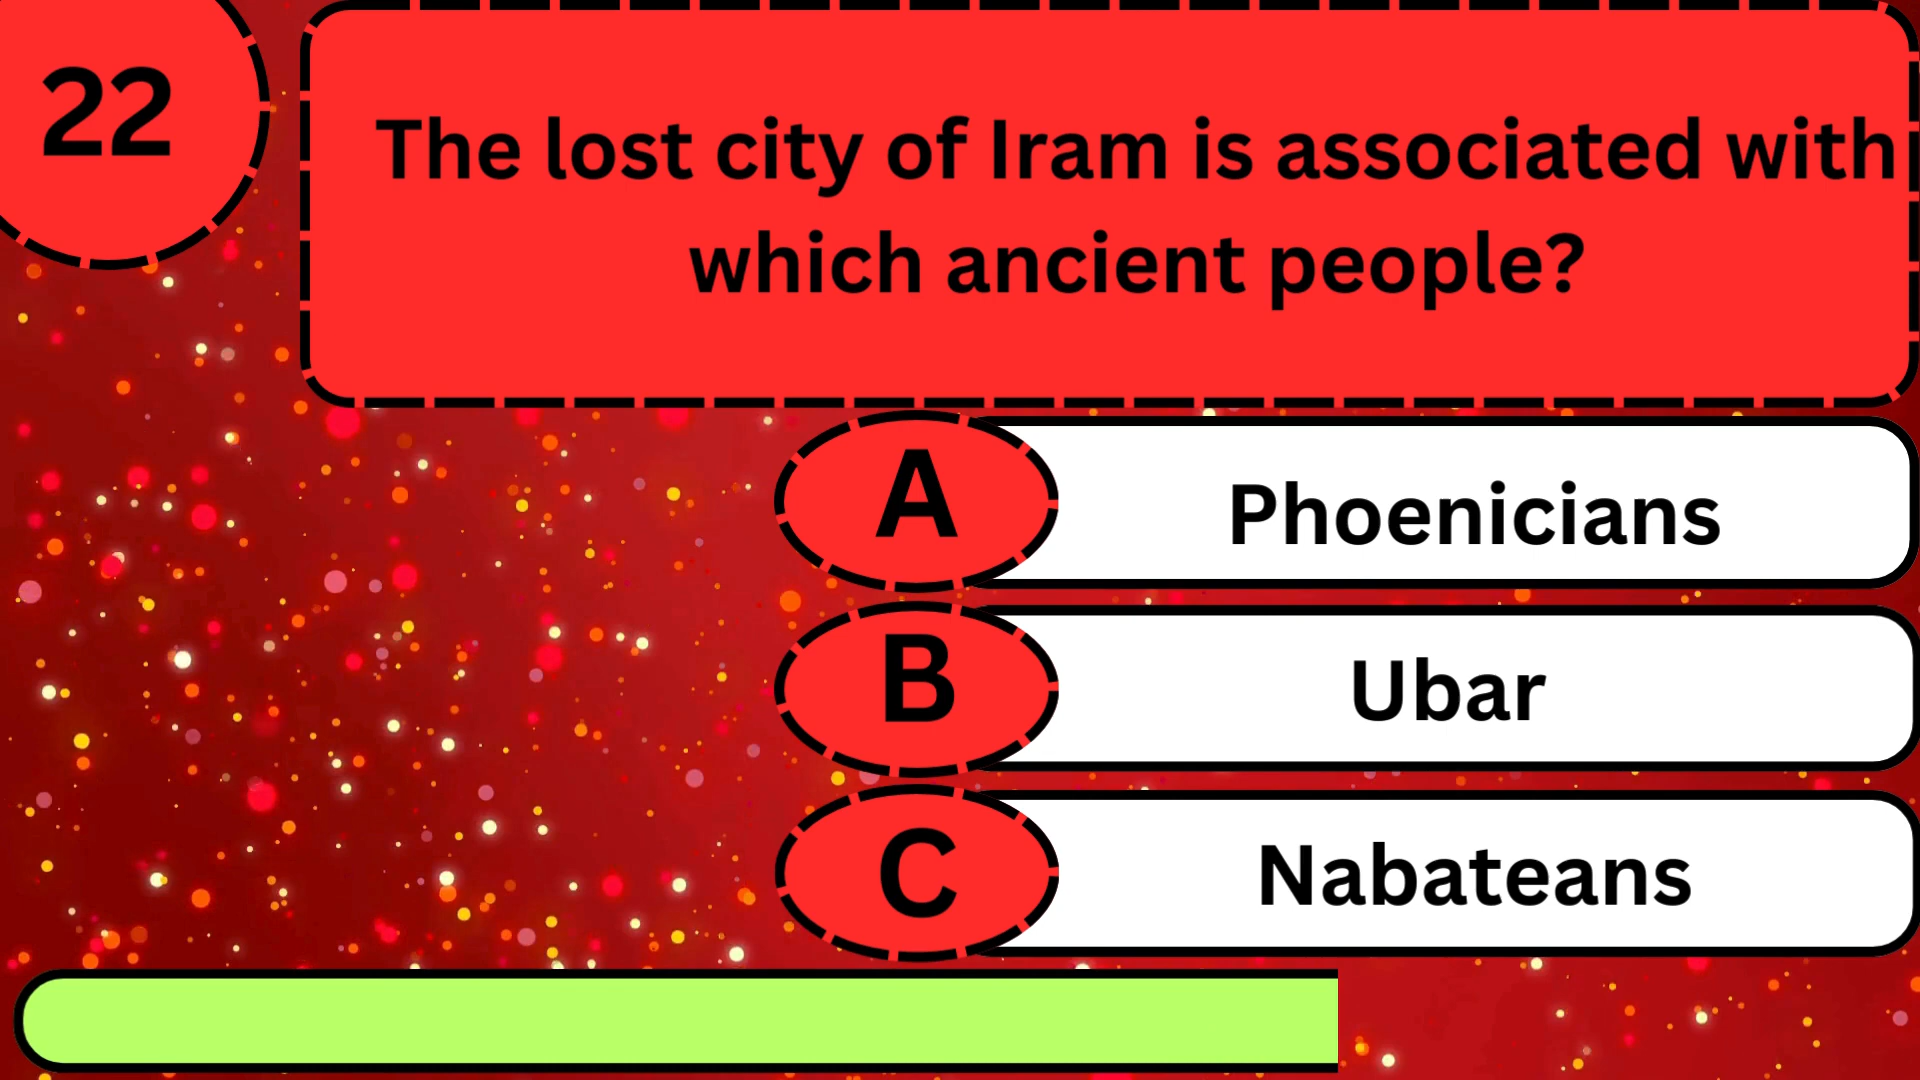 22
The lost city of Iram is associated with
which ancient people?
A
Phoenicians
B
Ubar
C
Nabateans